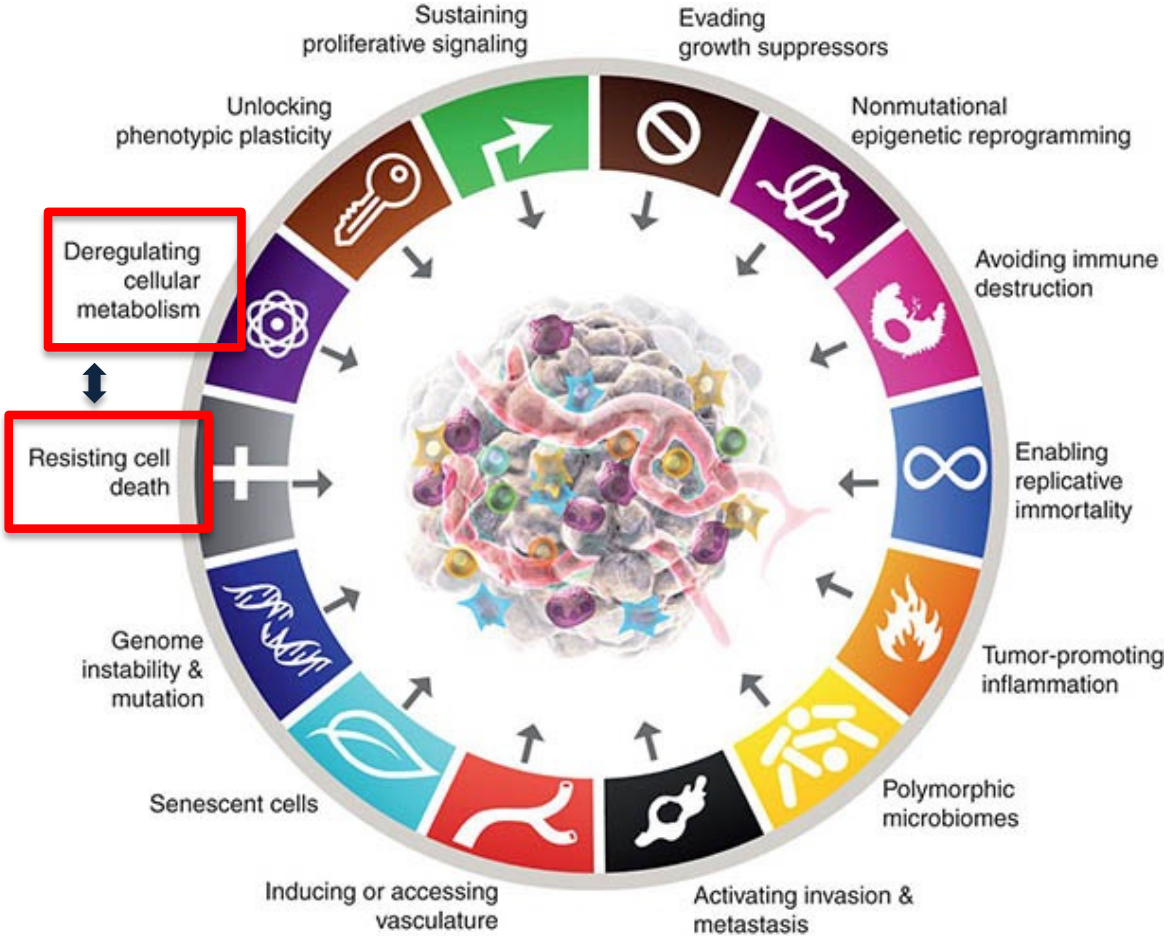 Sustaining
proliferative signaling
Evading
growth suppressors
Unlocking
phenotypic plasticity
Nonmutational
epigenetic reprogramming
Deregulating
cellular
metabolism
Avoiding immune
destruction
Resisting cell
death
Enabling
replicative
immortality
Genome
instability &
mutation
Tumor-promoting
inflammation
Senescent cells
Polymorphic
microbiomes
Inducing or accessing
vasculature
Activating invasion &
metastasis